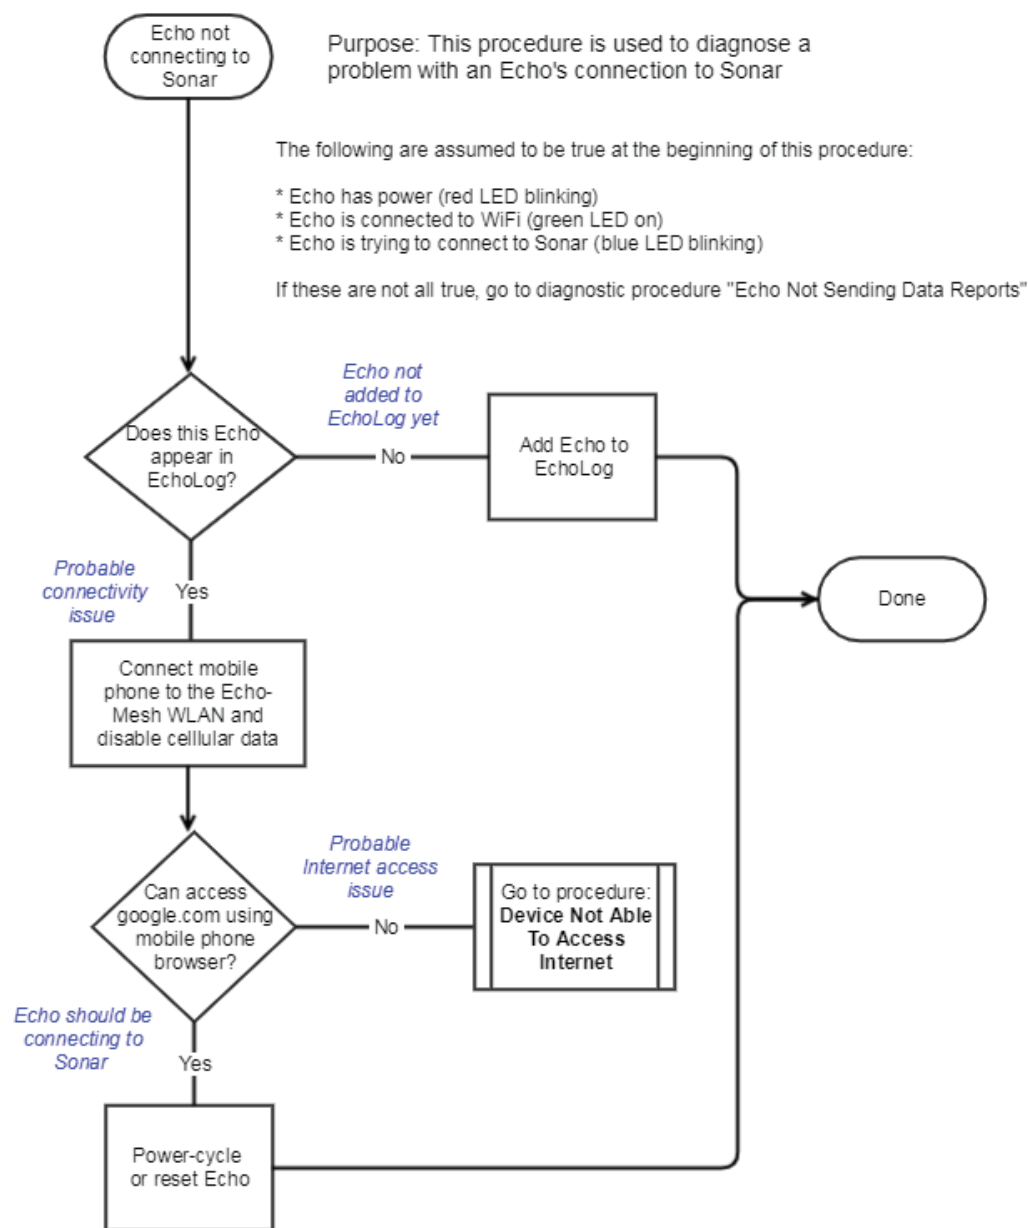 Echo not
connecting to
Sonar
Purpose: This procedure is used to diagnose a
problem with an Echo's connection to Sonar
The following are assumed to be true at the beginning of this procedure:
* Echo has power (red LED blinking)
* Echo is connected to WiFi (green LED on)
* Echo is trying to connect to Sonar (blue LED blinking)
If these are not all true, go to diagnostic procedure "Echo Not Sending Data Reports"
Does this Echo
appear in
EchoLog?
Echo not
added to
EchoLog yet
No
Add Echo to
EchoLog
Done
Probable
connectivity
issue
Yes
Connect mobile
phone to the Echo-
Mesh WLAN and
disable celllular data
Can access
google.com using
mobile phone
browser?
Probable
Internet access
issue
No
Go to procedure:
Device Not Able
To Access
Internet
Echo should be
connecting to
Sonar
Yes
Power-cycle
or reset Echo